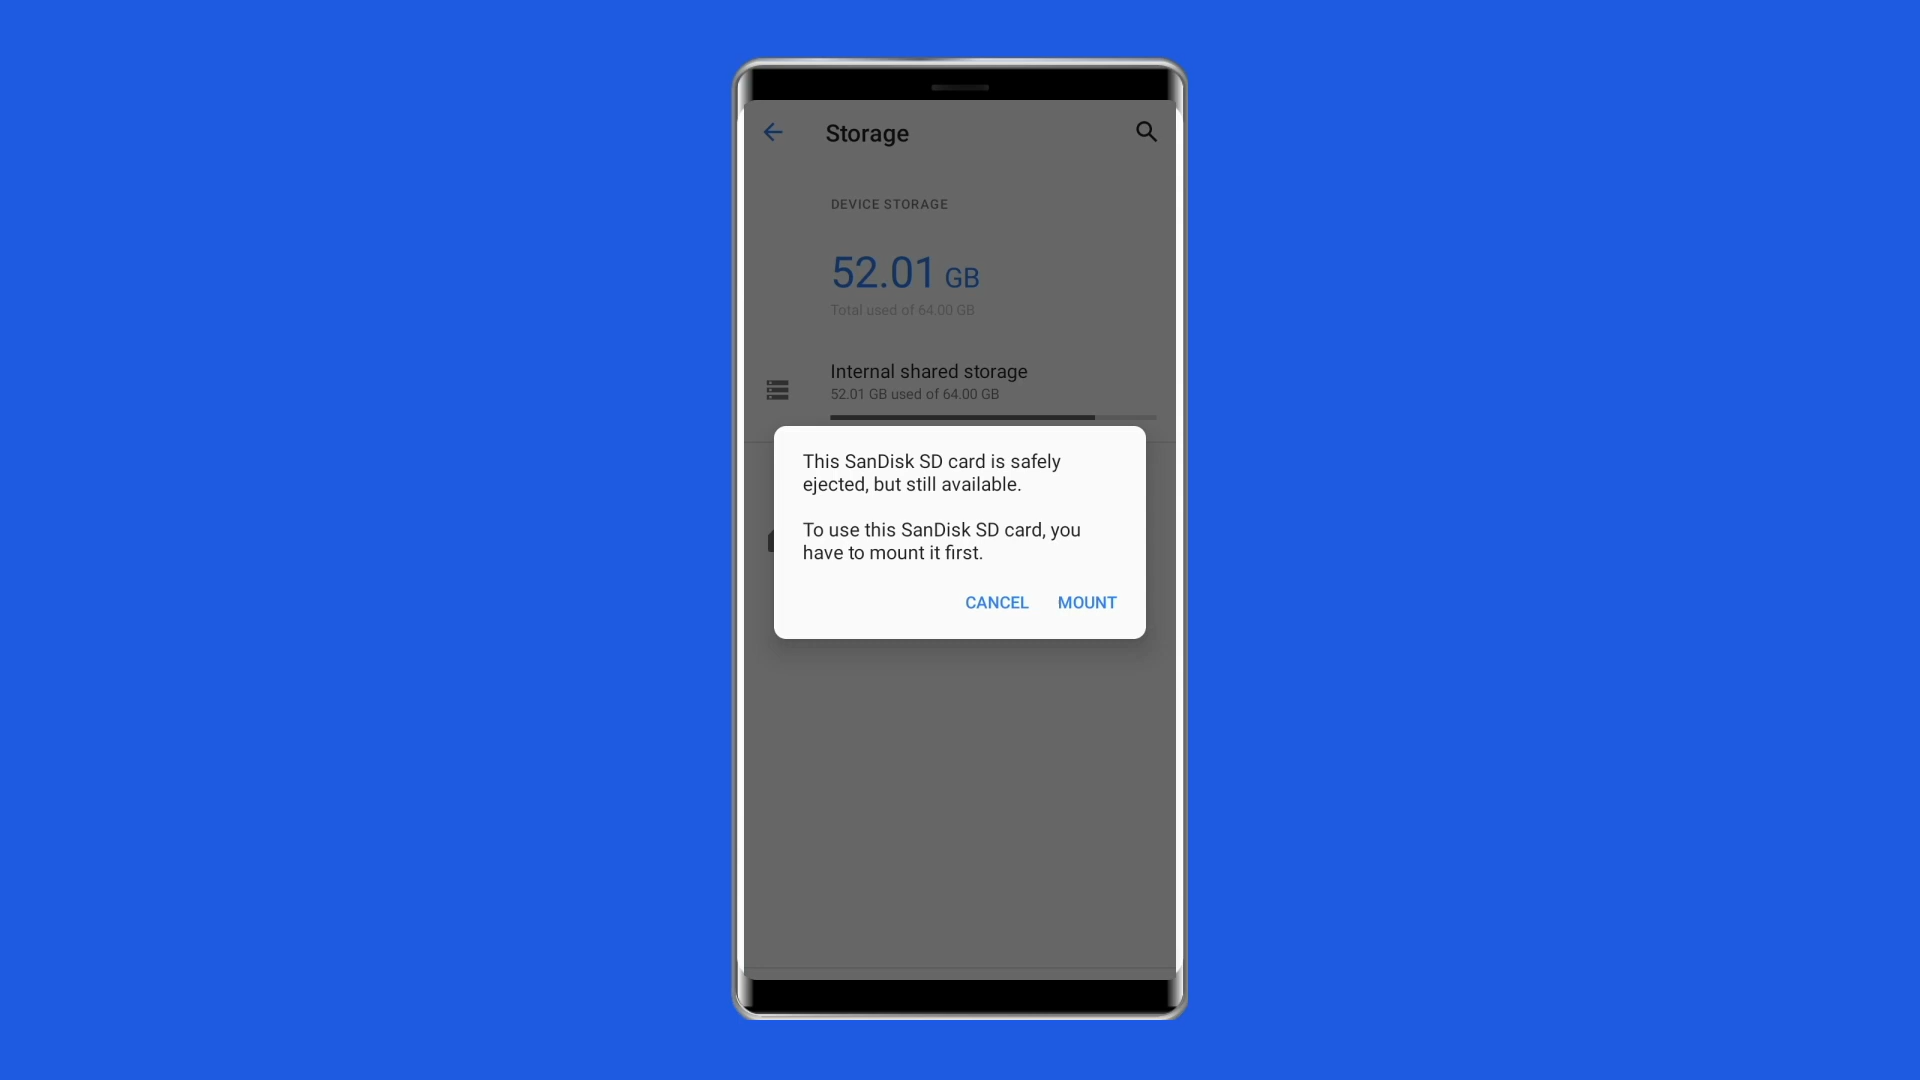 Storage
DEVICE STORAGE
52.01 GB
Total used of 64.00 GB
Internal shared storage
52.01 GB used of 64.00 GB
This SanDisk SD card is safely
ejected, but still available.
To use this SanDisk SD card, you
have to mount it first.
CANCEL MOUNT